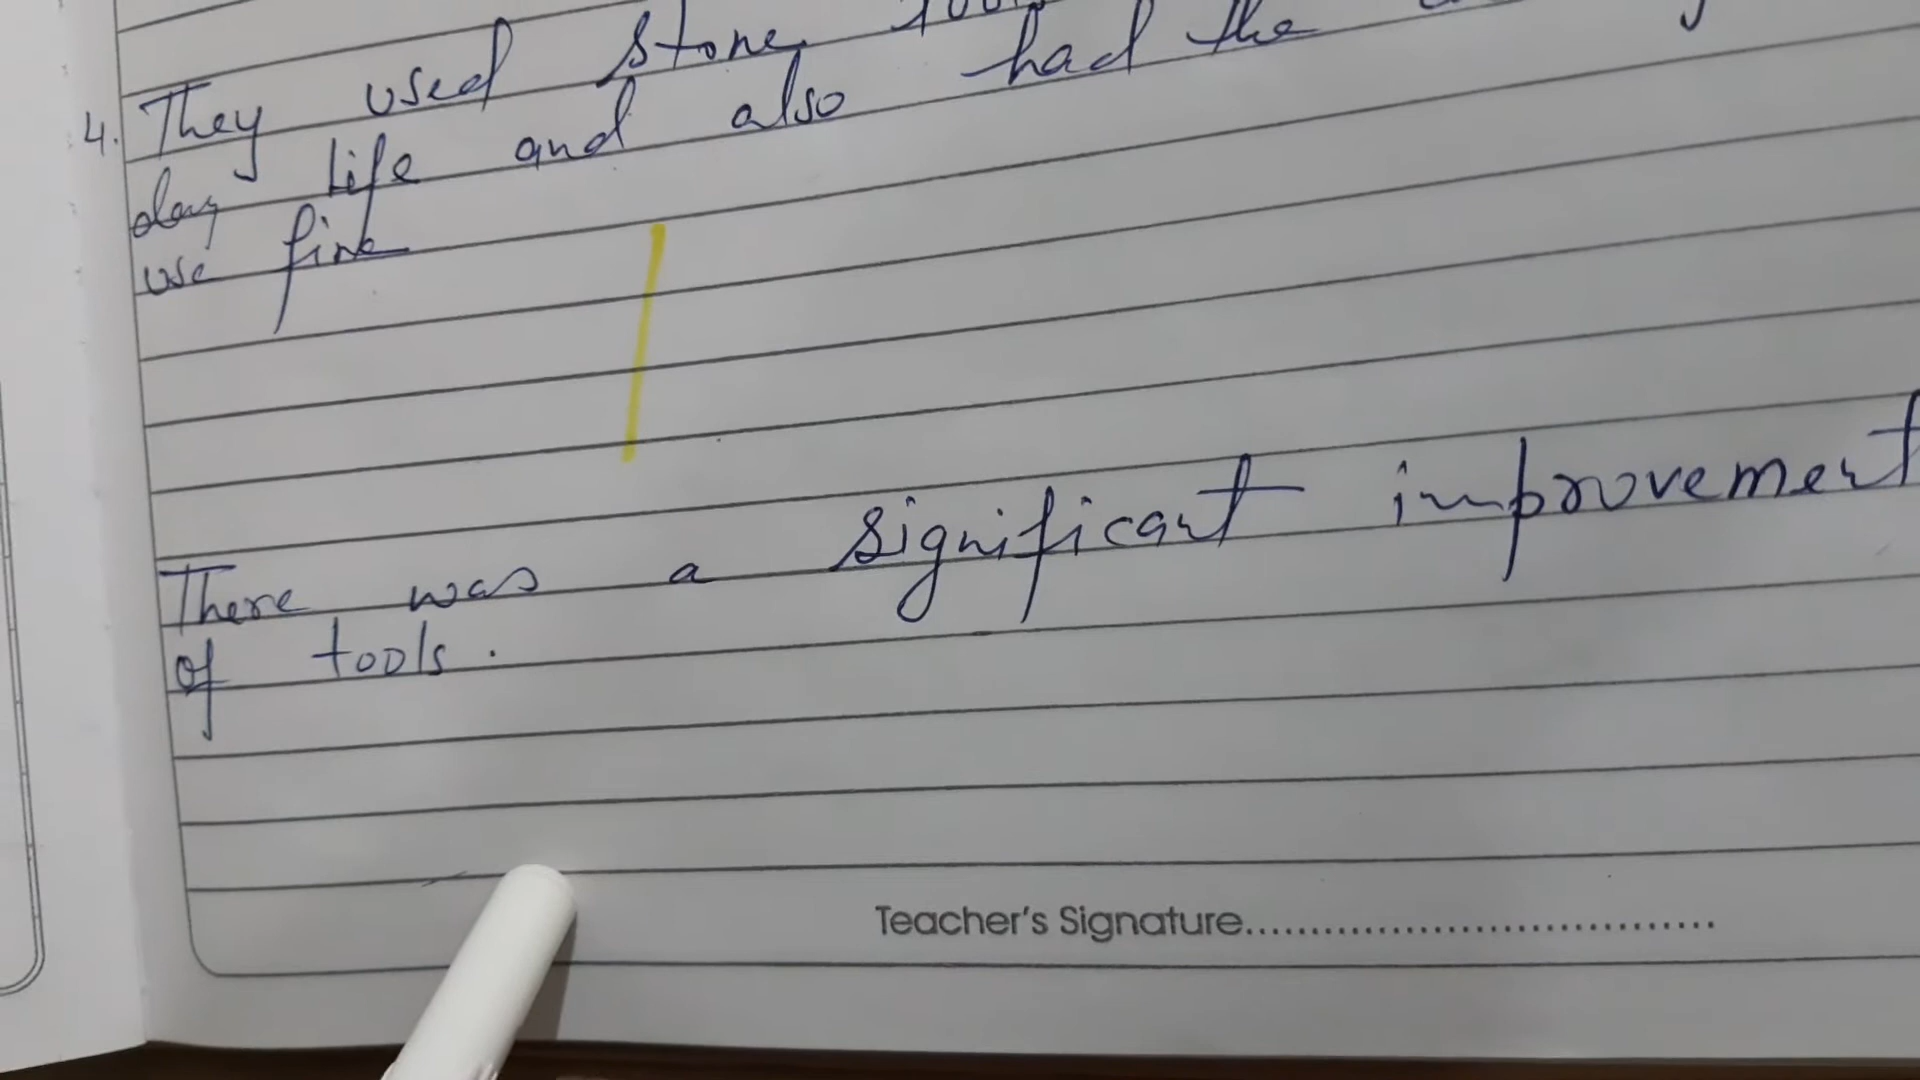 4. They used stone
day life and also had the
use fire
There was a significant improvement
of tools.
Teacher's Signature..................................